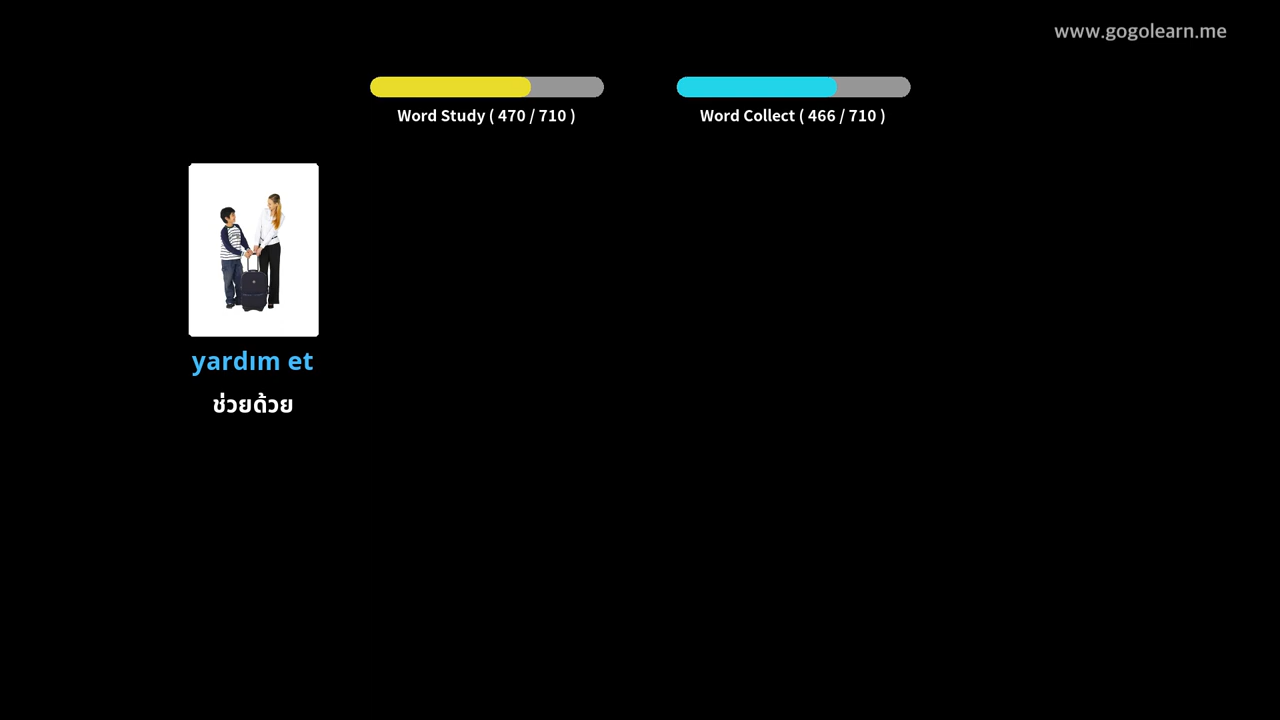 www.gogolearn.me
Word Study ( 470 / 710 )
Word Collect ( 466 / 710 )
yardım et
ช่วยด้วย